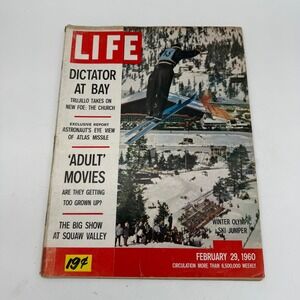 LIFE
DICTATOR
AT BAY
TRUJILLO TAKES ON
NEW FOE: THE CHURCH
EXCLUSIVE REPORT
ASTRONAUT'S EYE VIEW
OF ATLAS MISSILE
'ADULT'
MOVIES
ARE THEY GETTING
TOO GROWN UP?
THE BIG SHOW
AT SQUAW VALLEY
WINTER OLYMPIC
SKI JUMPER
19¢
FEBRUARY 29, 1960
CIRCULATION MORE THAN 6,500,000 WEEKLY